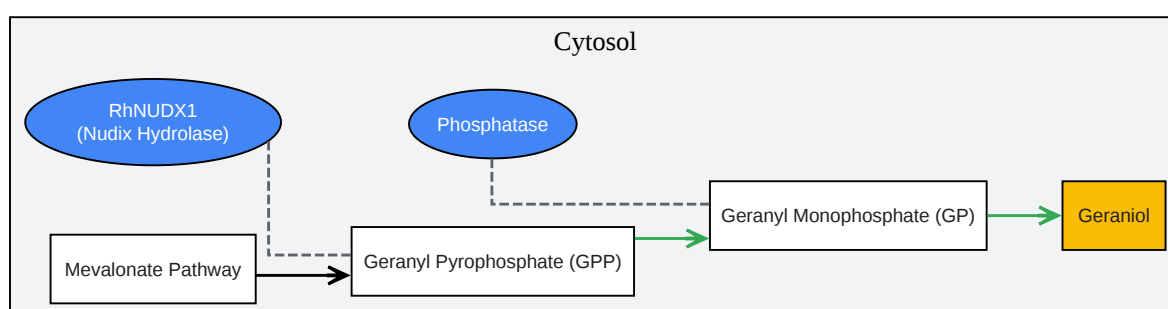 Cytosol
RhNUDX1
(Nudix Hydrolase)
Phosphatase
Geranyl Monophosphate (GP)
Geraniol
Mevalonate Pathway
Geranyl Pyrophosphate (GPP)